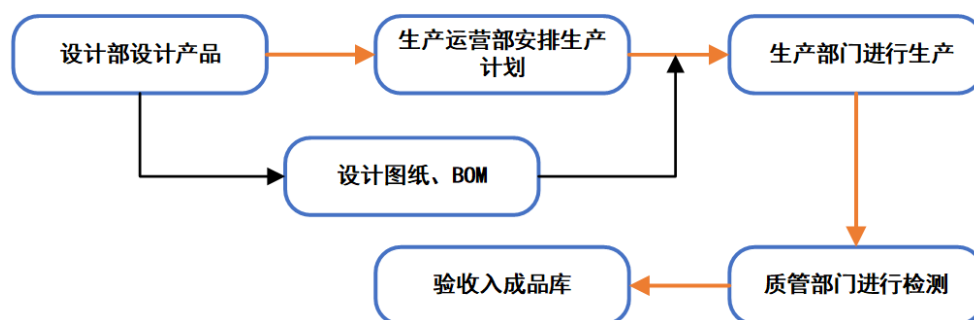 设计部设计产品
生产运营部安排生产
计划
生产部门进行生产
设计图纸、BOM
验收入成品库
质管部门进行检测